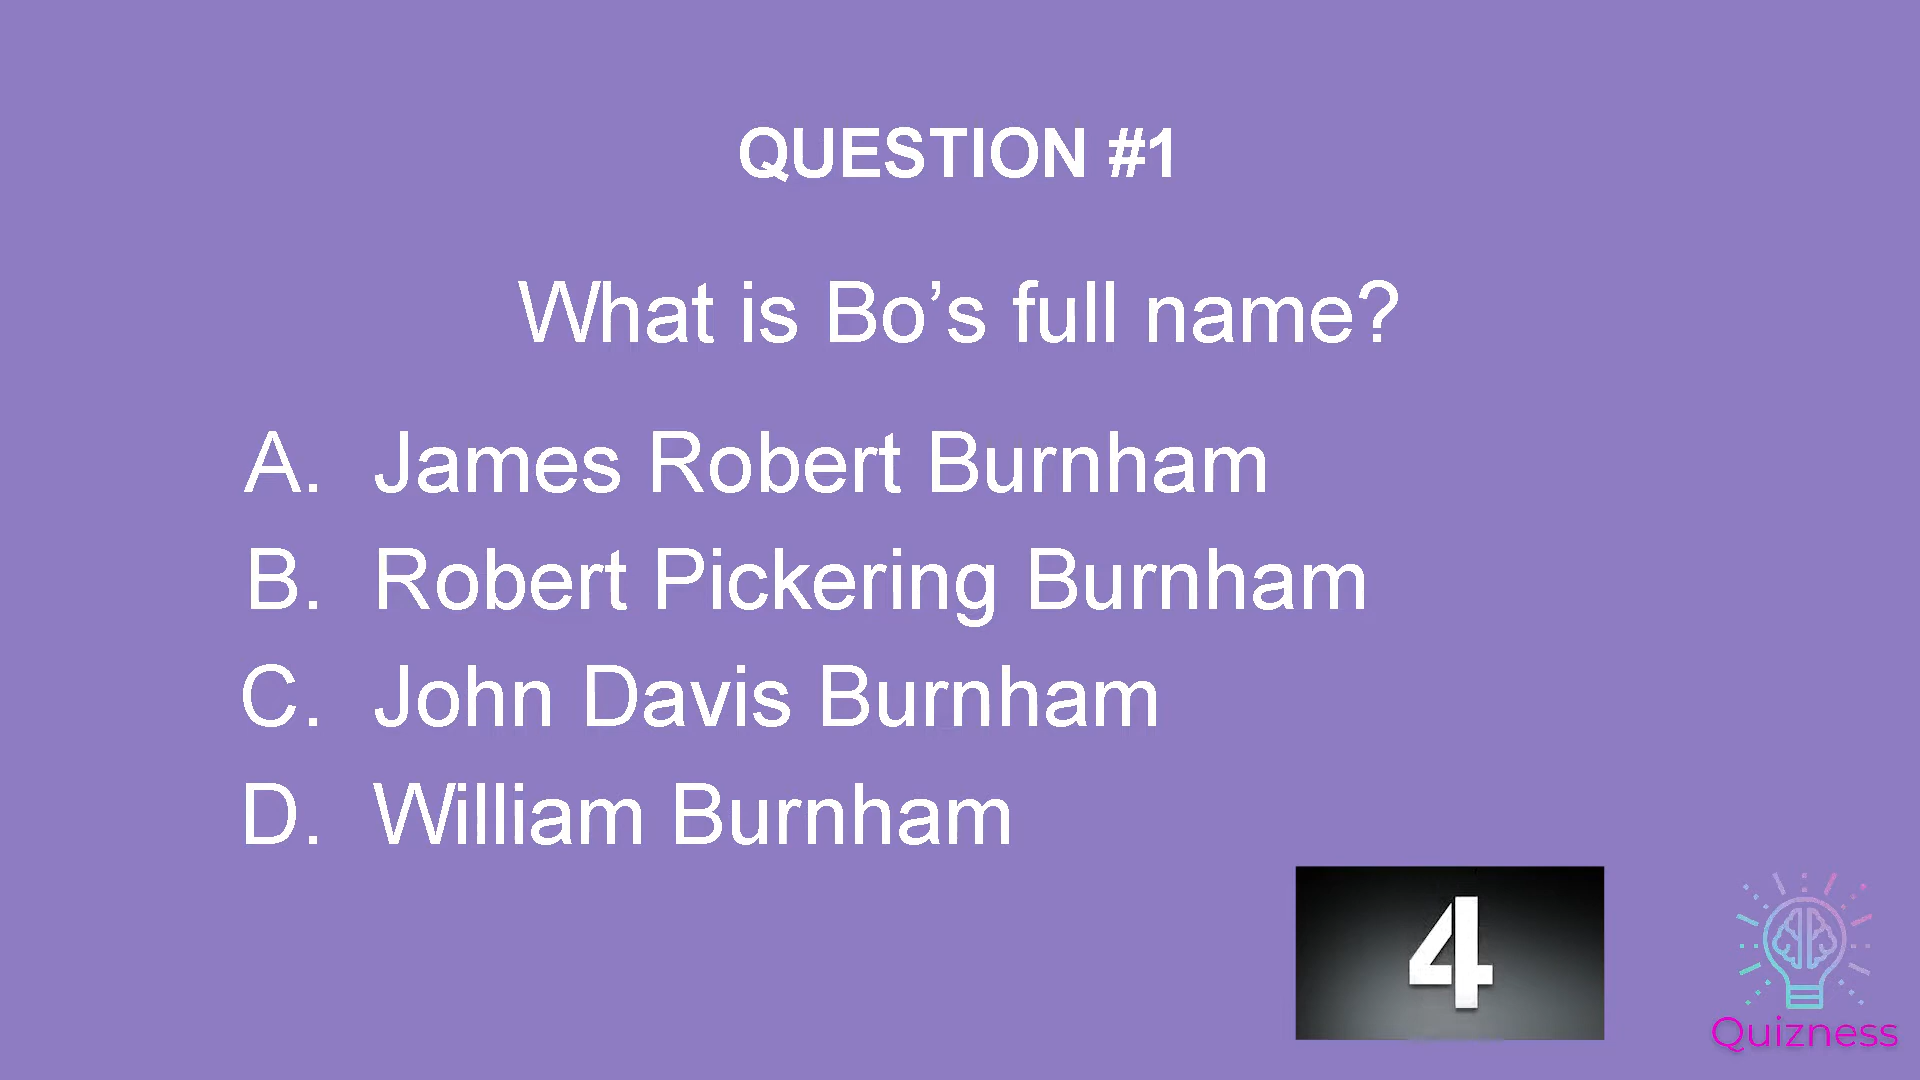 QUESTION #1
What is Bo’s full name?
A. James Robert Burnham
B. Robert Pickering Burnham
C. John Davis Burnham
D. William Burnham
4
Quizness